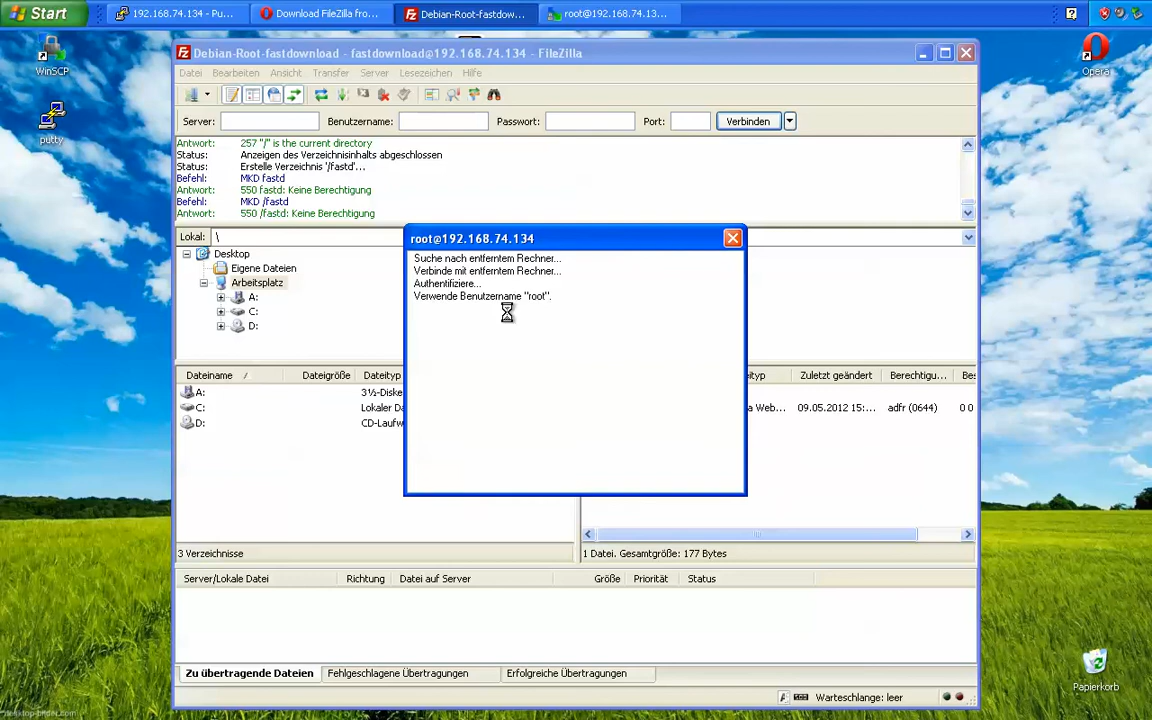 Start
192.168.74.134 - Pu...
Download FileZilla fro...
Debian-Root-fastdow...
root@192.168.74.13...
WinSCP
putty
Opera
Papierkorb
Debian-Root-fastdownload - fastdownload@192.168.74.134 - FileZilla
Datei Bearbeiten Ansicht Transfer Server Lesezeichen Hilfe
Server: Benutzername: Passwort: Port: Verbinden
Antwort: 257 "/" is the current directory
Status: Anzeigen des Verzeichnisinhalts abgeschlossen
Status: Erstelle Verzeichnis '/fastd'...
Befehl: MKD fastd
Antwort: 550 fastd: Keine Berechtigung
Befehl: MKD /fastd
Antwort: 550 /fastd: Keine Berechtigung
Lokal: \
Desktop
Eigene Dateien
Arbeitsplatz
A:
C:
D:
root@192.168.74.134
Suche nach entferntem Rechner...
Verbinde mit entferntem Rechner...
Authentifiziere...
Verwende Benutzername "root".
Dateiname / Dateigröße Dateityp
A: 3½-Diske
C: Lokaler Da
D: CD-Laufw
typ Zuletzt geändert Berechtigu... Bes
a Web... 09.05.2012 15:... adfr (0644) 0 0
3 Verzeichnisse
1 Datei. Gesamtgröße: 177 Bytes
Server/Lokale Datei Richtung Datei auf Server Größe Priorität Status
Zu übertragende Dateien Fehlgeschlagene Übertragungen Erfolgreiche Übertragungen
Warteschlange: leer